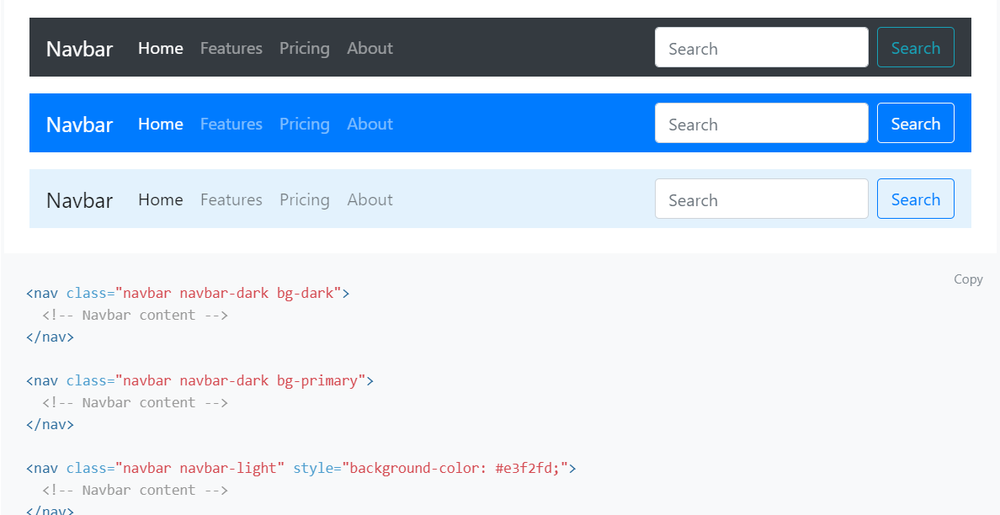 Navbar Home Features Pricing About Search Search
Navbar Home Features Pricing About Search Search
Navbar Home Features Pricing About Search Search
Copy
<nav class="navbar navbar-dark bg-dark">
  <!-- Navbar content -->
</nav>

<nav class="navbar navbar-dark bg-primary">
  <!-- Navbar content -->
</nav>

<nav class="navbar navbar-light" style="background-color: #e3f2fd;">
  <!-- Navbar content -->
</nav>